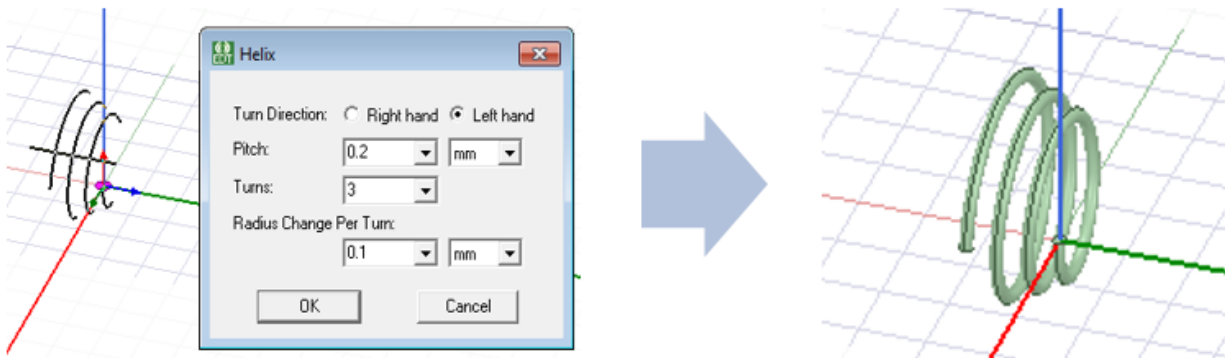 Helix
Turn Direction: Right hand Left hand
Pitch: 0.2 mm
Turns: 3
Radius Change Per Turn:
0.1 mm
OK Cancel